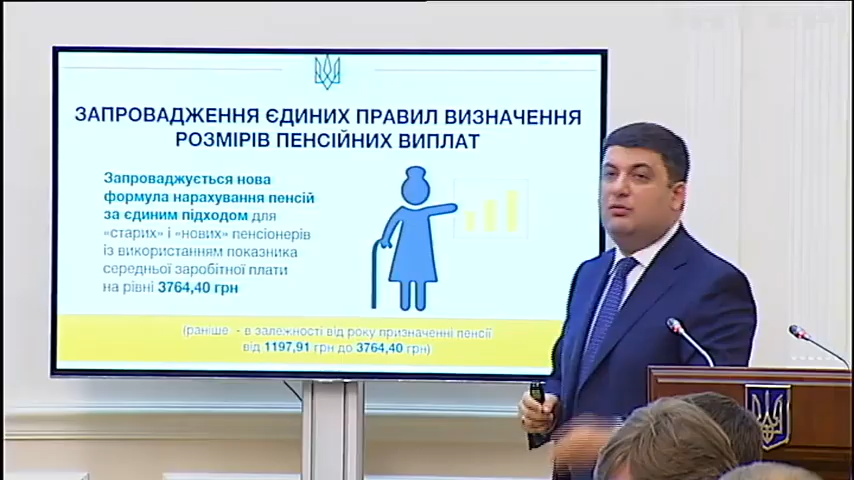 ЗАПРОВАДЖЕННЯ ЄДИНИХ ПРАВИЛ ВИЗНАЧЕННЯ
РОЗМІРІВ ПЕНСІЙНИХ ВИПЛАТ
Запроваджується нова
формула нарахування пенсій
за єдиним підходом для
«старих» і «нових» пенсіонерів
із використанням показника
середньої заробітної плати
на рівні 3764,40 грн
(раніше - в залежності від року призначенні пенсії
від 1197,91 грн до 3764,40 грн)